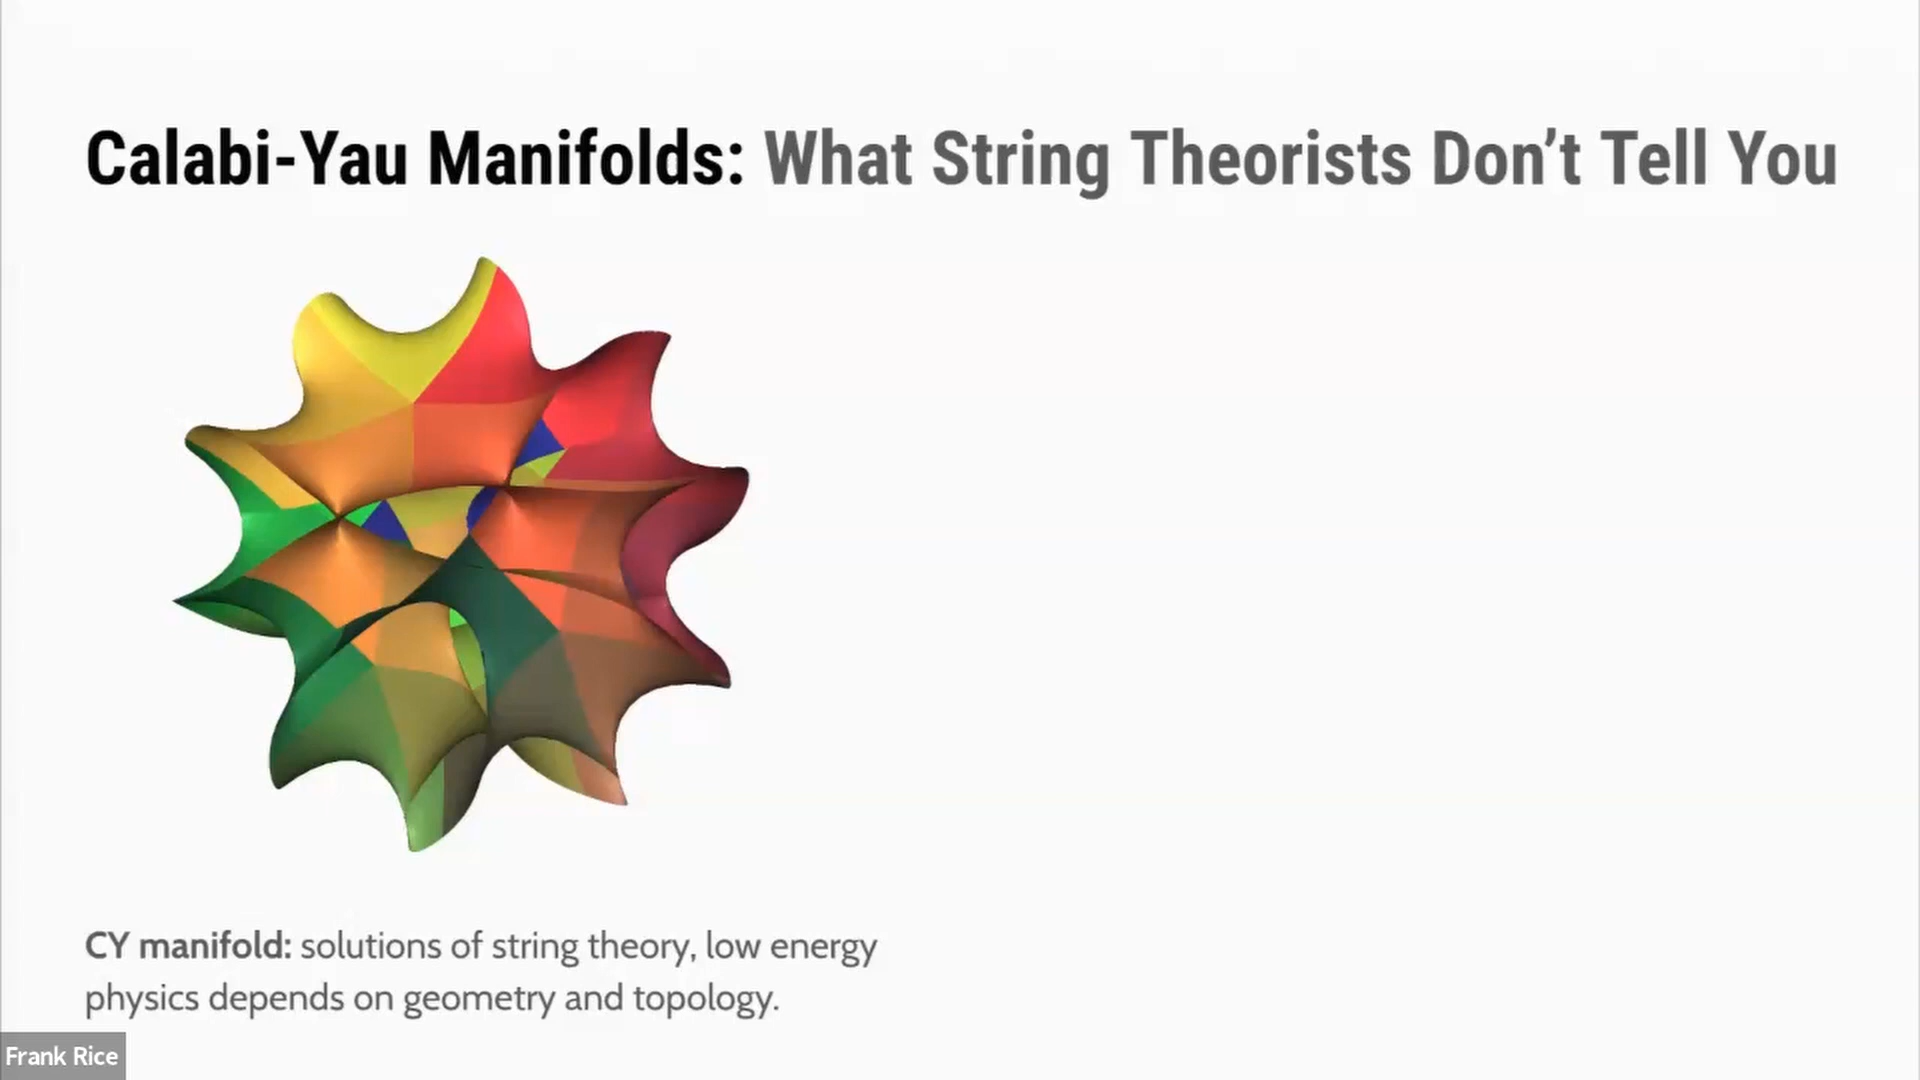 Calabi-Yau Manifolds: What String Theorists Don’t Tell You
CY manifold: solutions of string theory, low energy
physics depends on geometry and topology.
Frank Rice